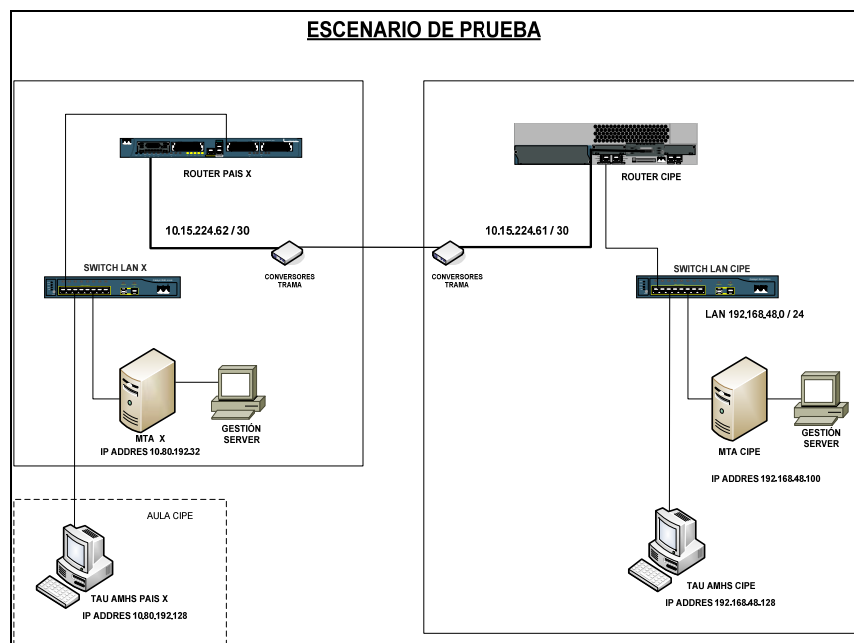 ESCENARIO DE PRUEBA
ROUTER PAIS X
ROUTER CIPE
10.15.224.62 / 30
10.15.224.61 / 30
CONVERSORES
TRAMA
CONVERSORES
TRAMA
SWITCH LAN X
SWITCH LAN CIPE
LAN 192,168,48,0 / 24
GESTIÓN
SERVER
MTA X
IP ADDRES 10.80.192.32
GESTIÓN
SERVER
MTA CIPE
IP ADDRES 192.168.48.100
AULA CIPE
TAU AMHS PAIS X
IP ADDRES 10,80,192,128
TAU AMHS CIPE
IP ADDRES 192.168.48.128